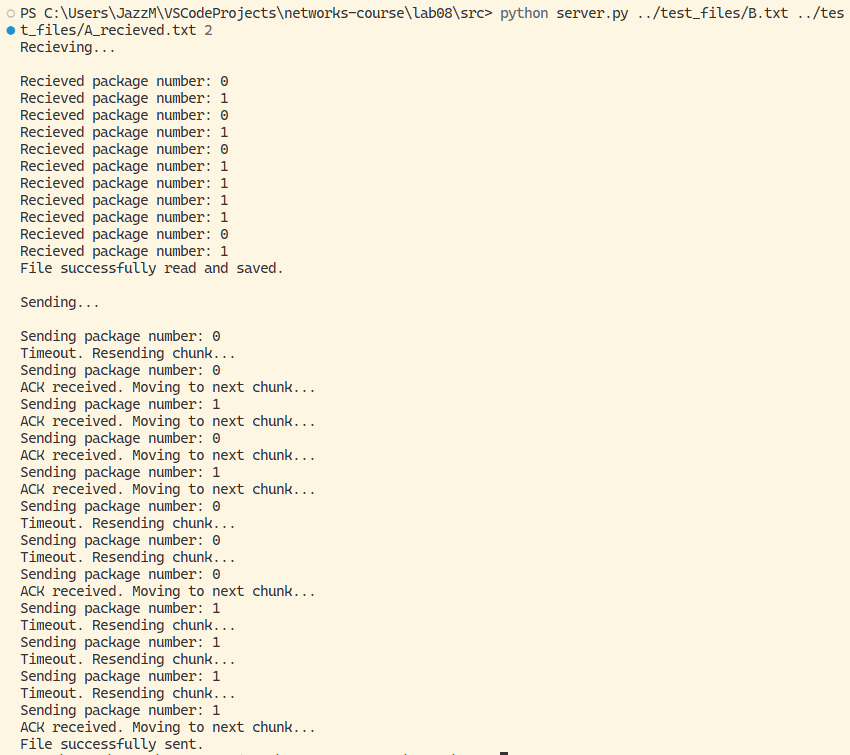 PS C:\Users\JazzM\VSCodeProjects\networks-course\lab08\src> python server.py ../test_files/B.txt ../tes
t_files/A_recieved.txt 2
Recieving...
Recieved package number: 0
Recieved package number: 1
Recieved package number: 0
Recieved package number: 1
Recieved package number: 0
Recieved package number: 1
Recieved package number: 1
Recieved package number: 1
Recieved package number: 1
Recieved package number: 0
Recieved package number: 1
File successfully read and saved.
Sending...
Sending package number: 0
Timeout. Resending chunk...
Sending package number: 0
ACK received. Moving to next chunk...
Sending package number: 1
ACK received. Moving to next chunk...
Sending package number: 0
ACK received. Moving to next chunk...
Sending package number: 1
ACK received. Moving to next chunk...
Sending package number: 0
Timeout. Resending chunk...
Sending package number: 0
Timeout. Resending chunk...
Sending package number: 0
ACK received. Moving to next chunk...
Sending package number: 1
Timeout. Resending chunk...
Sending package number: 1
Timeout. Resending chunk...
Sending package number: 1
Timeout. Resending chunk...
Sending package number: 1
ACK received. Moving to next chunk...
File successfully sent.